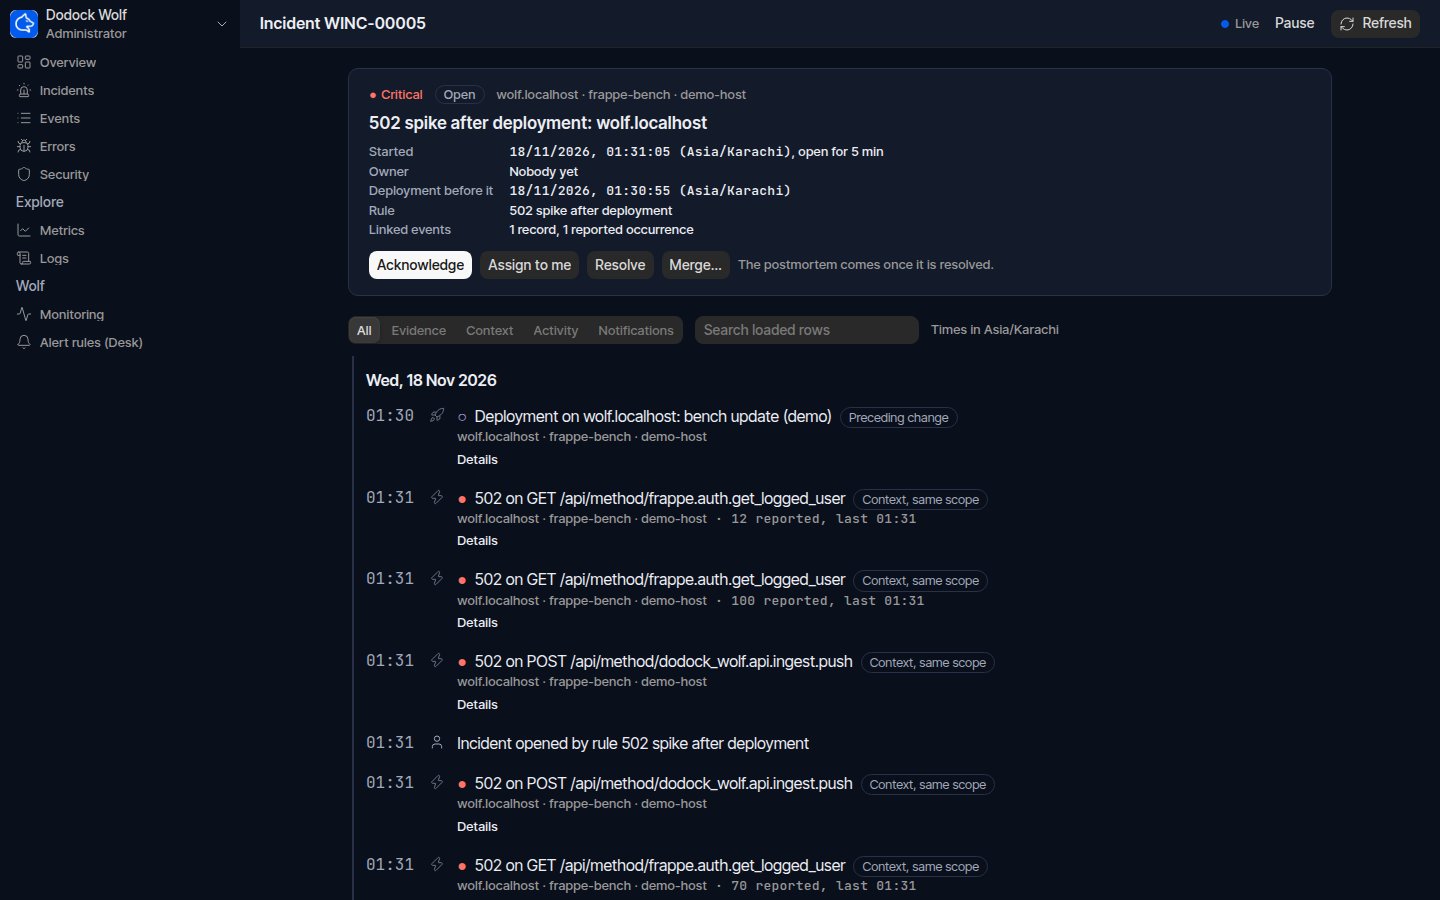 Dodock Wolf
Administrator
Overview
Incidents
Events
Errors
Security
Explore
Metrics
Logs
Wolf
Monitoring
Alert rules (Desk)
Incident WINC-00005
Live Pause Refresh
Critical Open wolf.localhost · frappe-bench · demo-host
502 spike after deployment: wolf.localhost
Started 18/11/2026, 01:31:05 (Asia/Karachi), open for 5 min
Owner Nobody yet
Deployment before it 18/11/2026, 01:30:55 (Asia/Karachi)
Rule 502 spike after deployment
Linked events 1 record, 1 reported occurrence
Acknowledge Assign to me Resolve Merge... The postmortem comes once it is resolved.
All Evidence Context Activity Notifications Search loaded rows Times in Asia/Karachi
Wed, 18 Nov 2026
01:30 Deployment on wolf.localhost: bench update (demo) Preceding change
wolf.localhost · frappe-bench · demo-host
Details
01:31 502 on GET /api/method/frappe.auth.get_logged_user Context, same scope
wolf.localhost · frappe-bench · demo-host · 12 reported, last 01:31
Details
01:31 502 on GET /api/method/frappe.auth.get_logged_user Context, same scope
wolf.localhost · frappe-bench · demo-host · 100 reported, last 01:31
Details
01:31 502 on POST /api/method/dodock_wolf.api.ingest.push Context, same scope
wolf.localhost · frappe-bench · demo-host
Details
01:31 Incident opened by rule 502 spike after deployment
01:31 502 on POST /api/method/dodock_wolf.api.ingest.push Context, same scope
wolf.localhost · frappe-bench · demo-host
Details
01:31 502 on GET /api/method/frappe.auth.get_logged_user Context, same scope
wolf.localhost · frappe-bench · demo-host · 70 reported, last 01:31